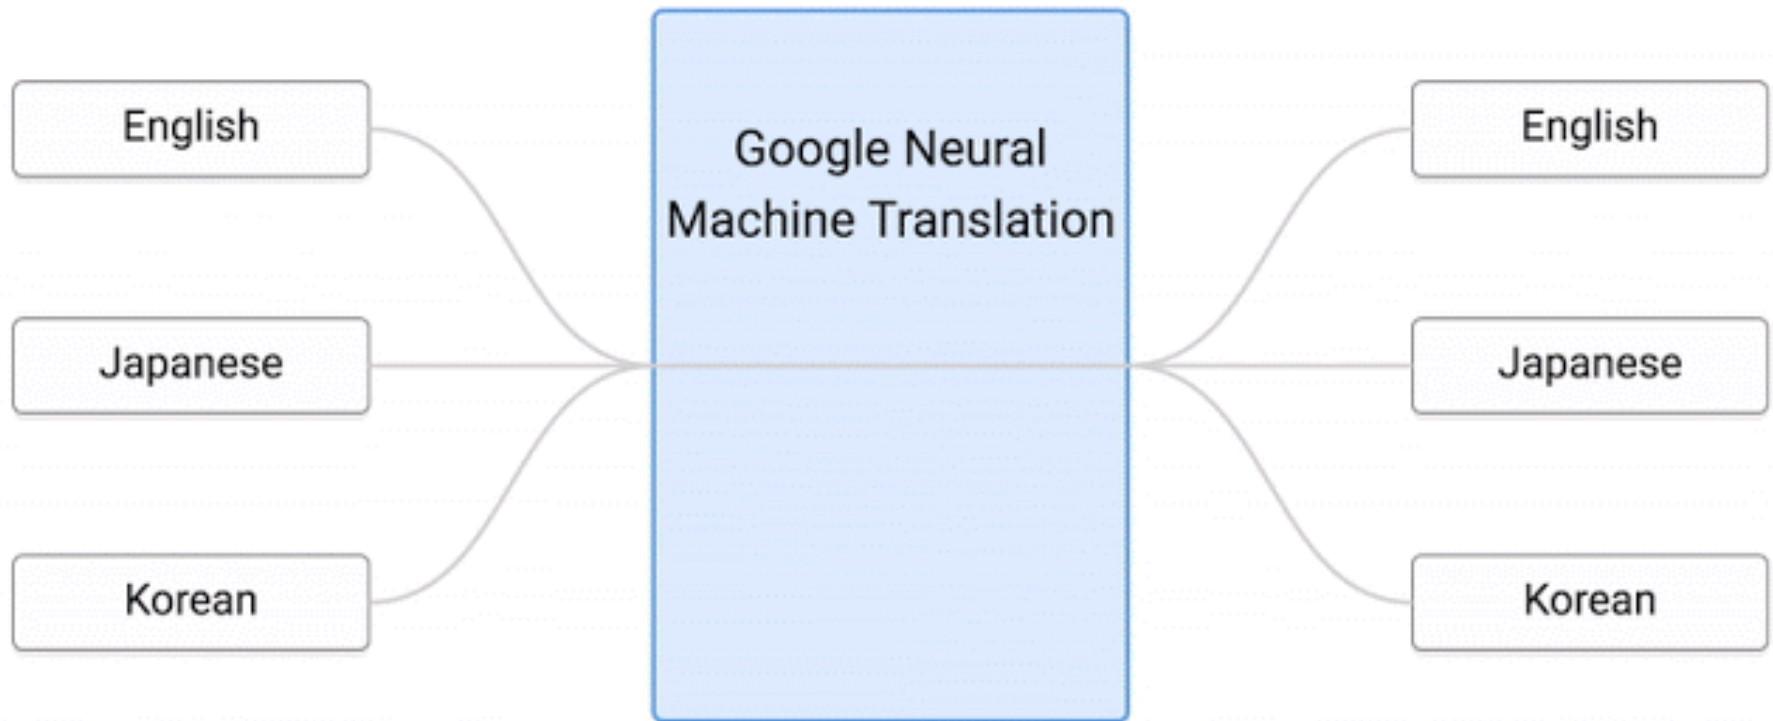 English
Japanese
Korean
Google Neural
Machine Translation
English
Japanese
Korean